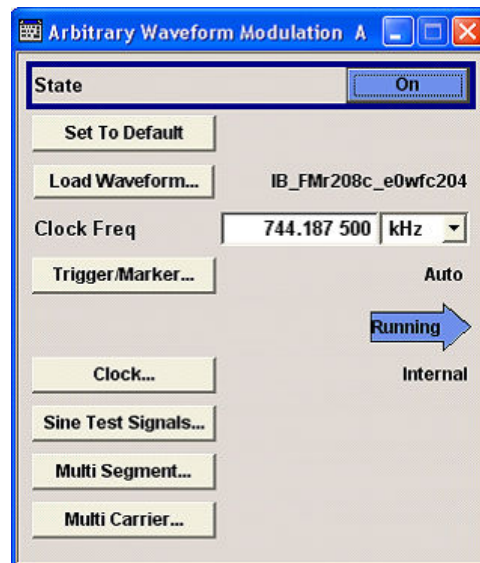 Arbitrary Waveform Modulation A
State On
Set To Default
Load Waveform... IB_FMr208c_e0wfc204
Clock Freq 744.187 500 kHz
Trigger/Marker... Auto
Running
Clock... Internal
Sine Test Signals...
Multi Segment...
Multi Carrier...